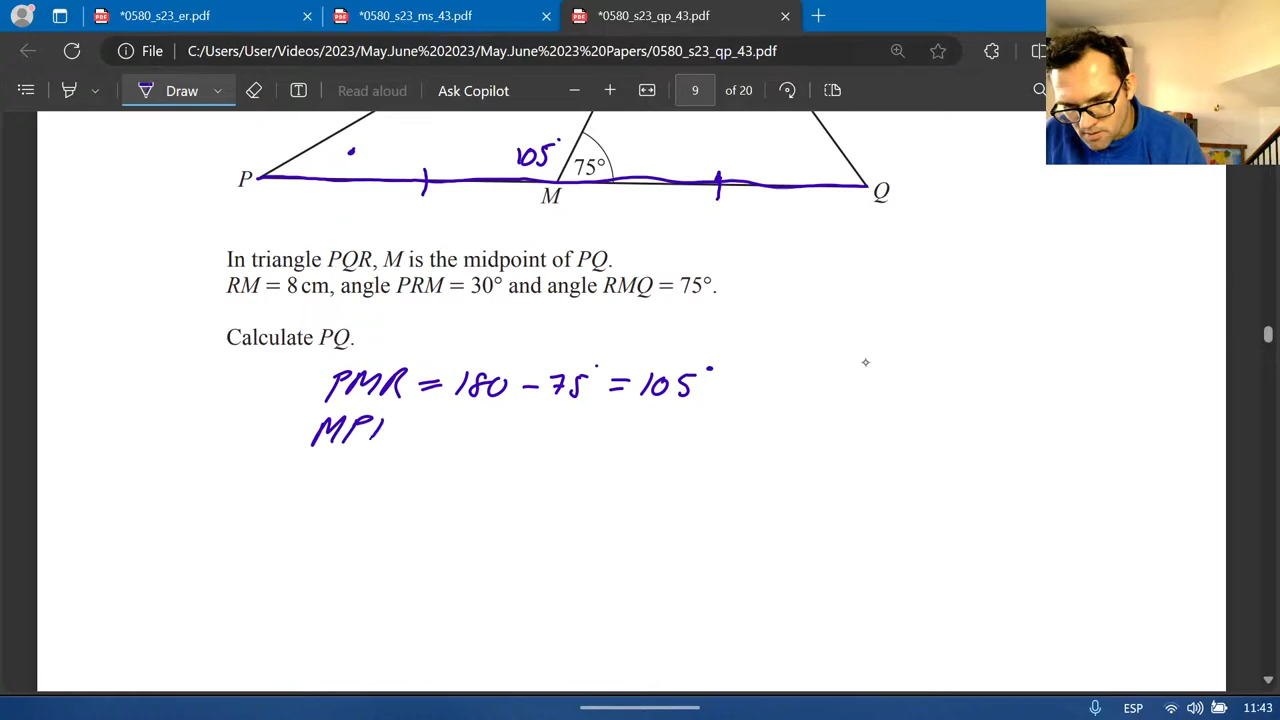 *0580_s23_er.pdf
*0580_s23_ms_43.pdf
*0580_s23_qp_43.pdf
File C:/Users/User/Videos/2023/May.June%202023/May.June%2023%20Papers/0580_s23_qp_43.pdf
Draw Read aloud Ask Copilot 9 of 20
105°
75°
P M Q
In triangle PQR, M is the midpoint of PQ.
RM = 8 cm, angle PRM = 30° and angle RMQ = 75°.
Calculate PQ.
PMR = 180 - 75° = 105°
MPI
ESP 11:43